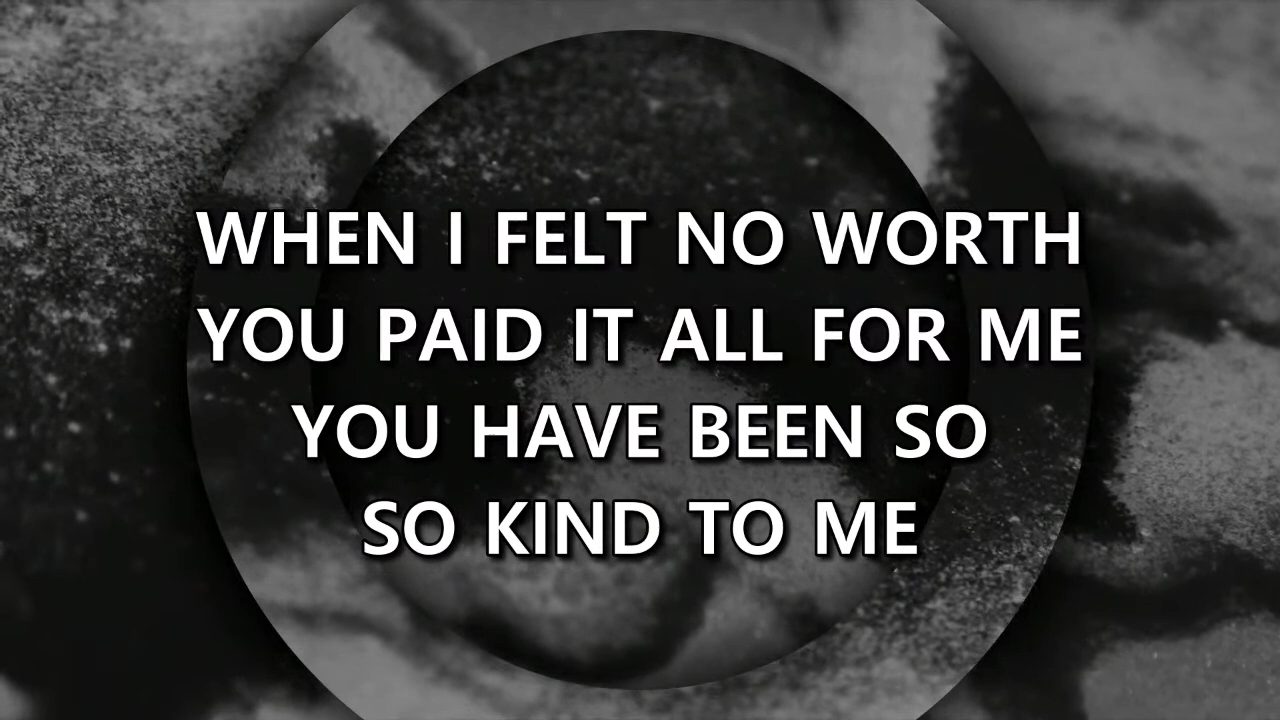 WHEN I FELT NO WORTH
YOU PAID IT ALL FOR ME
YOU HAVE BEEN SO
SO KIND TO ME